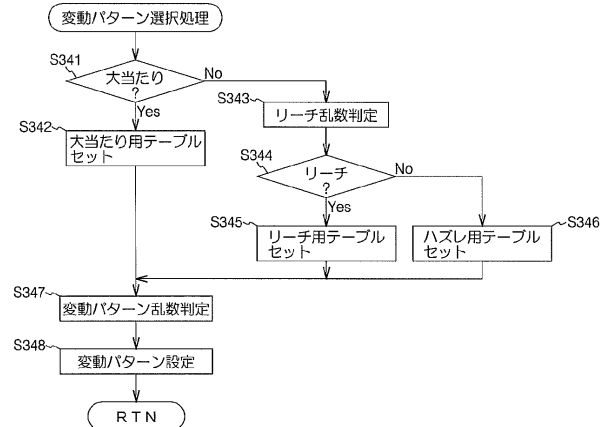 変動パターン選択処理
S341
大当たり
?
No
Yes
S342
大当たり用テーブル
セット
S343
リーチ乱数判定
S344
リーチ
?
No
Yes
S345
リーチ用テーブル
セット
ハズレ用テーブル
セット
S346
S347
変動パターン乱数判定
S348
変動パターン設定
RTN